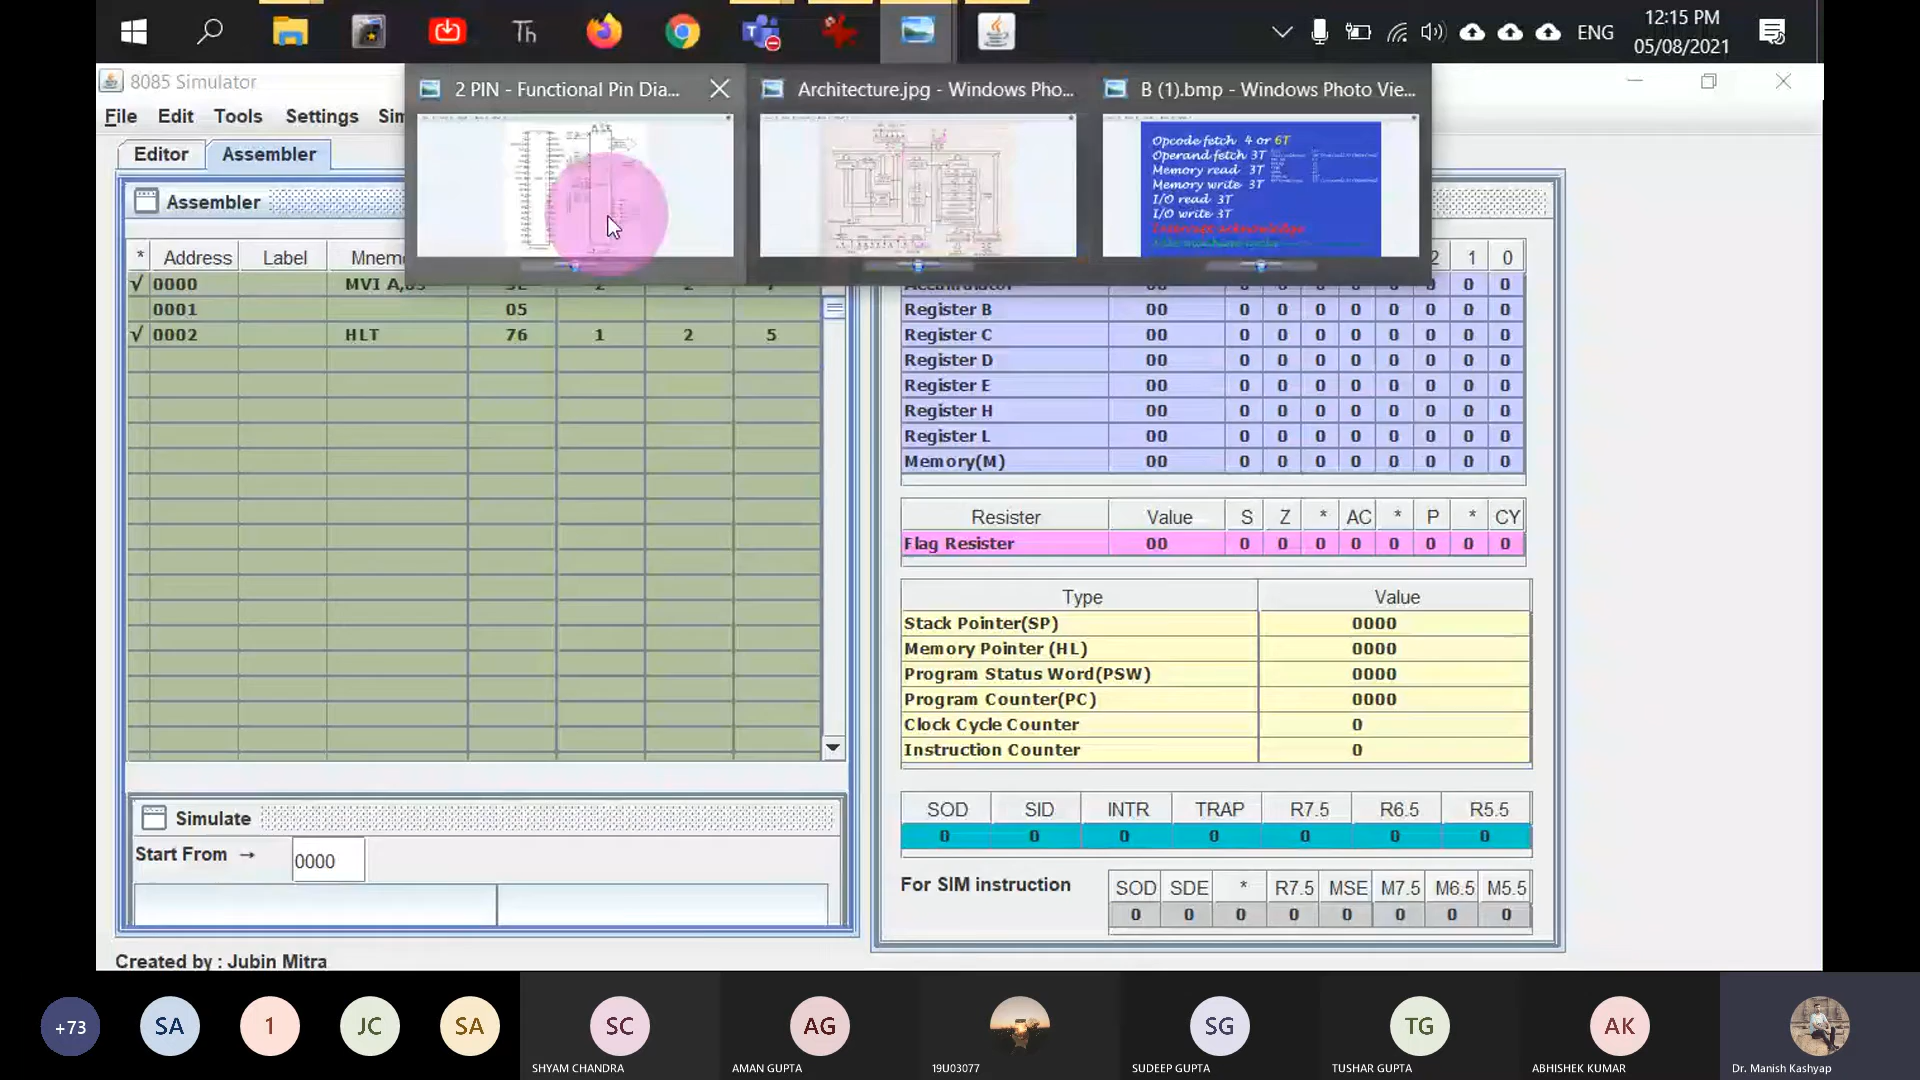 Th
ENG
12:15 PM
05/08/2021
8085 Simulator
File Edit Tools Settings Sim
2 PIN - Functional Pin Dia...
Architecture.jpg - Windows Pho...
B (1).bmp - Windows Photo Vie...
Opcode fetch 4 or 6T
Operand fetch 3T
Memory read 3T
Memory write 3T
I/O read 3T
I/O write 3T
Editor Assembler
Assembler
* Address Label Mnem
√ 0000 MVI A,05 3E 2 2 7
0001 05
√ 0002 HLT 76 1 2 5
2 1 0
Accumulator 0 0
Register B 00 0 0 0 0 0 0 0 0
Register C 00 0 0 0 0 0 0 0 0
Register D 00 0 0 0 0 0 0 0 0
Register E 00 0 0 0 0 0 0 0 0
Register H 00 0 0 0 0 0 0 0 0
Register L 00 0 0 0 0 0 0 0 0
Memory(M) 00 0 0 0 0 0 0 0 0
Resister Value S Z * AC * P * CY
Flag Resister 00 0 0 0 0 0 0 0 0
Type Value
Stack Pointer(SP) 0000
Memory Pointer (HL) 0000
Program Status Word(PSW) 0000
Program Counter(PC) 0000
Clock Cycle Counter 0
Instruction Counter 0
SOD SID INTR TRAP R7.5 R6.5 R5.5
0 0 0 0 0 0 0
For SIM instruction
SOD SDE * R7.5 MSE M7.5 M6.5 M5.5
0 0 0 0 0 0 0 0
Simulate
Start From → 0000
Created by : Jubin Mitra
+73 SA 1 JC SA SC AG SG TG AK
SHYAM CHANDRA AMAN GUPTA 19U03077 SUDEEP GUPTA TUSHAR GUPTA ABHISHEK KUMAR Dr. Manish Kashyap